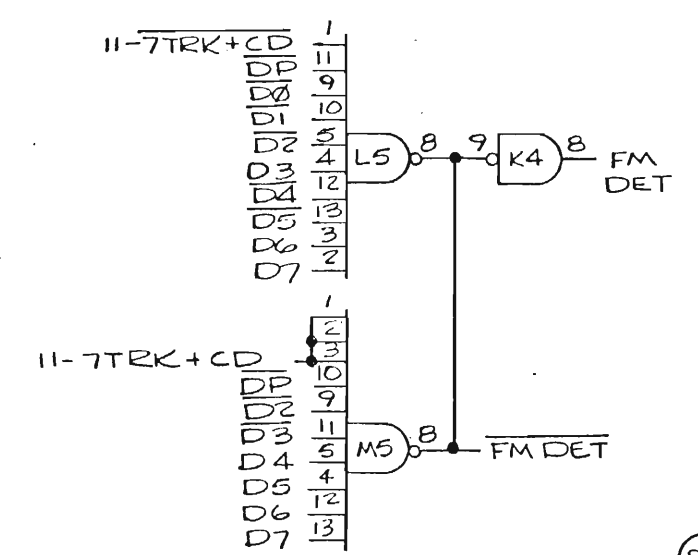 11-7TRK+CD 1
DP 11
DØ 9
D1 10
D2 5
D3 4
D4 12
D5 13
D6 3
D7 2
L5 8 9 K4 8 FM
DET
1
2
11-7TRK+CD 3
DP 10
D2 9
D3 11
D4 5
D5 4
D6 12
D7 13
M5 8 FM DET